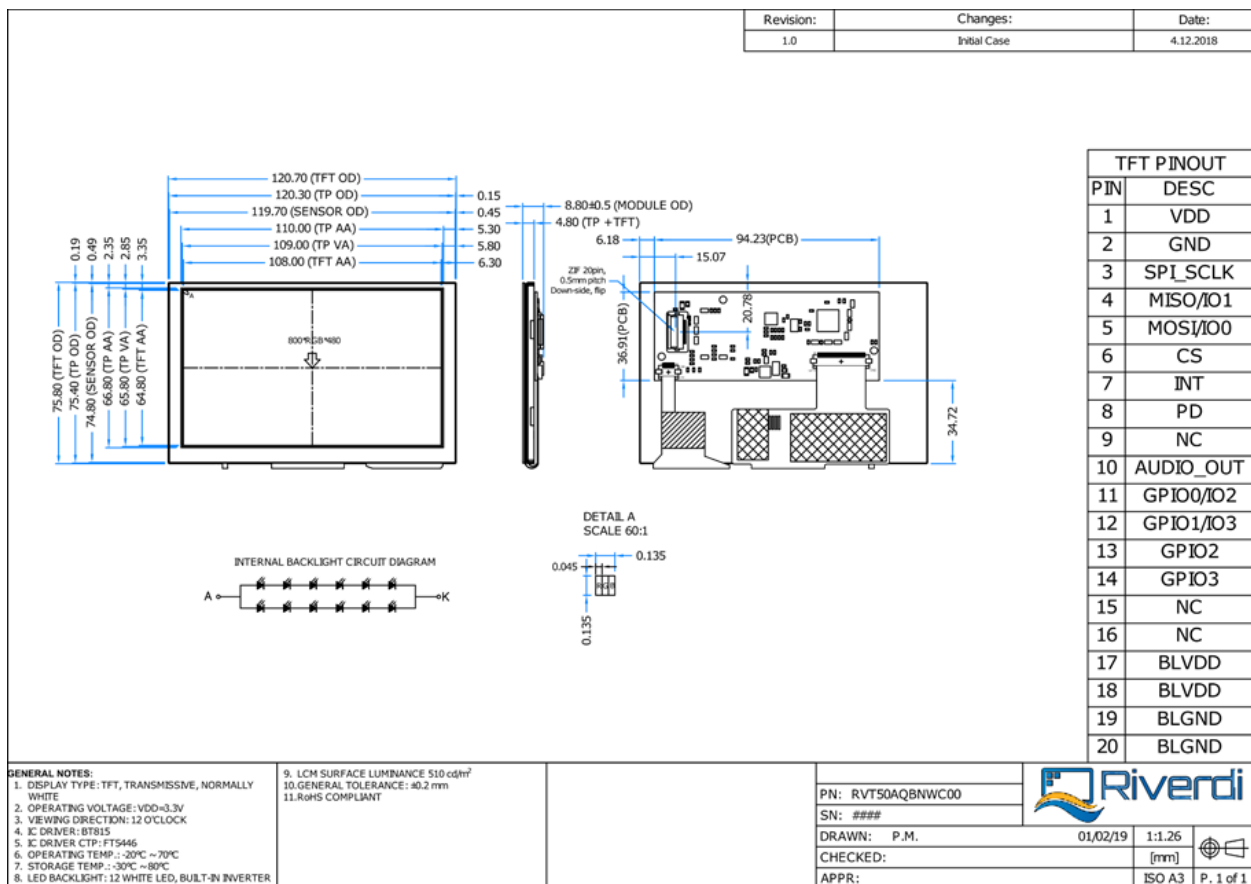 Revision: Changes: Date:
1.0 Initial Case 4.12.2018
120.70 (TFT OD)
120.30 (TP OD)
119.70 (SENSOR OD)
110.00 (TP AA)
109.00 (TP VA)
108.00 (TFT AA)
0.15
0.45
5.30
5.80
6.30
0.19
0.49
2.35
2.85
3.35
75.80 (TFT OD)
75.40 (TP OD)
74.80 (SENSOR OD)
66.80 (TP AA)
65.80 (TP VA)
64.80 (TFT AA)
A
800*RGB*480
8.80±0.5 (MODULE OD)
4.80 (TP +TFT)
6.18
94.23(PCB)
15.07
ZIF 20pin,
0.5mm pitch
Down-side, flip
20.78
36.91(PCB)
34.72
DETAIL A
SCALE 60:1
0.135
0.045
R G B
0.135
INTERNAL BACKLIGHT CIRCUIT DIAGRAM
A K
TFT PINOUT
PIN DESC
1 VDD
2 GND
3 SPI_SCLK
4 MISO/IO1
5 MOSI/IO0
6 CS
7 INT
8 PD
9 NC
10 AUDIO_OUT
11 GPIO0/IO2
12 GPIO1/IO3
13 GPIO2
14 GPIO3
15 NC
16 NC
17 BLVDD
18 BLVDD
19 BLGND
20 BLGND
GENERAL NOTES:
1. DISPLAY TYPE: TFT, TRANSMISSIVE, NORMALLY
WHITE
2. OPERATING VOLTAGE: VDD=3.3V
3. VIEWING DIRECTION: 12 O'CLOCK
4. IC DRIVER: BT815
5. IC DRIVER CTP: FT5446
6. OPERATING TEMP.: -20°C ~70°C
7. STORAGE TEMP.: -30°C ~80°C
8. LED BACKLIGHT: 12 WHITE LED, BUILT-IN INVERTER
9. LCM SURFACE LUMINANCE 510 cd/m²
10.GENERAL TOLERANCE: ±0.2 mm
11.RoHS COMPLIANT
PN: RVT50AQBNWC00
SN: ####
Riverdi
DRAWN: P.M. 01/02/19 1:1.26
CHECKED: [mm]
APPR: ISO A3 P. 1 of 1